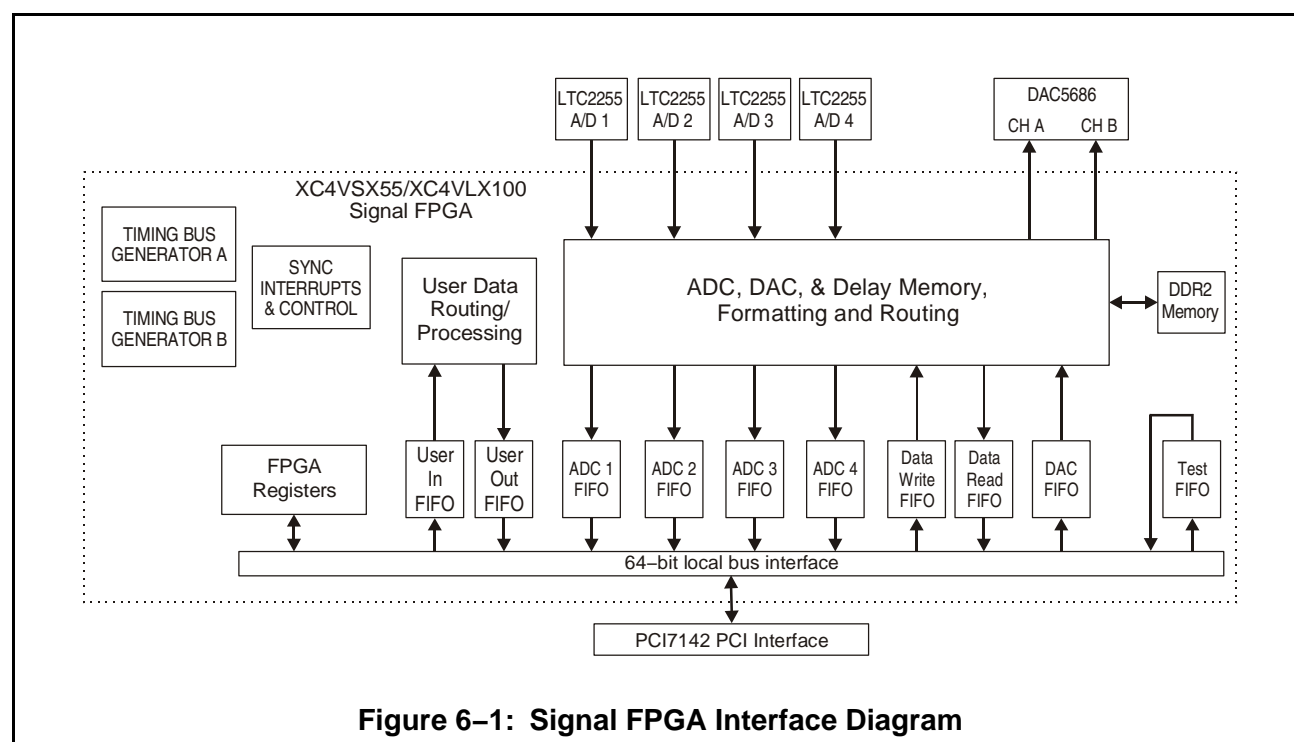 LTC2255
A/D 1
LTC2255
A/D 2
LTC2255
A/D 3
LTC2255
A/D 4
DAC5686
CH A CH B
XC4VSX55/XC4VLX100
Signal FPGA
TIMING BUS
GENERATOR A
TIMING BUS
GENERATOR B
SYNC
INTERRUPTS
& CONTROL
User Data
Routing/
Processing
ADC, DAC, & Delay Memory,
Formatting and Routing
DDR2
Memory
FPGA
Registers
User
In
FIFO
User
Out
FIFO
ADC 1
FIFO
ADC 2
FIFO
ADC 3
FIFO
ADC 4
FIFO
Data
Write
FIFO
Data
Read
FIFO
DAC
FIFO
Test
FIFO
64–bit local bus interface
PCI7142 PCI Interface
Figure 6–1: Signal FPGA Interface Diagram